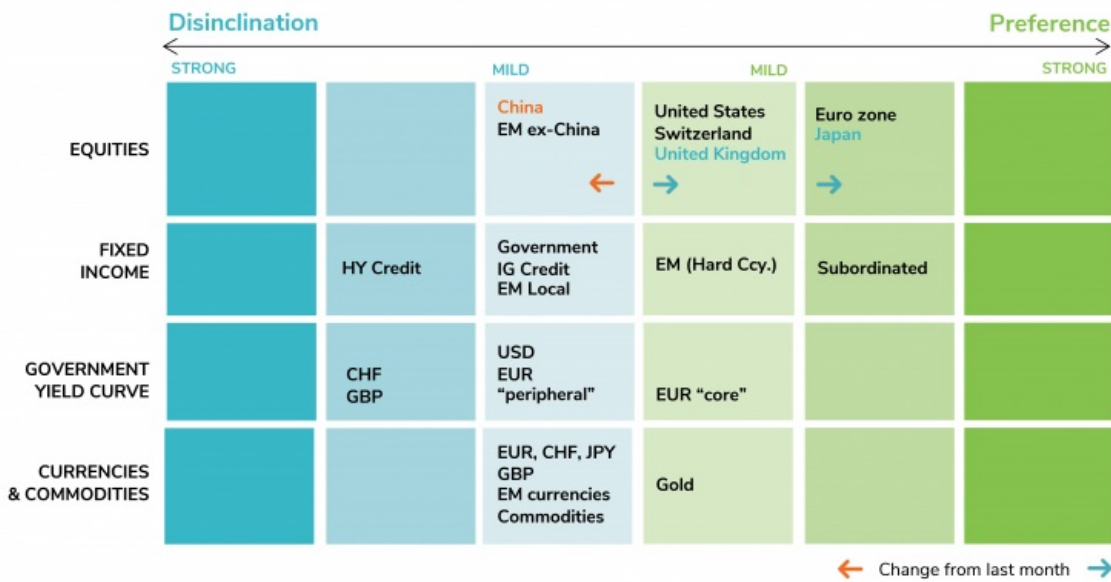 Disinclination
Preference
STRONG
MILD
MILD
STRONG
EQUITIES
China
EM ex-China
United States
Switzerland
United Kingdom
Euro zone
Japan
FIXED
INCOME
HY Credit
Government
IG Credit
EM Local
EM (Hard Ccy.)
Subordinated
GOVERNMENT
YIELD CURVE
CHF
GBP
USD
EUR
“peripheral”
EUR “core”
CURRENCIES
& COMMODITIES
EUR, CHF, JPY
GBP
EM currencies
Commodities
Gold
Change from last month